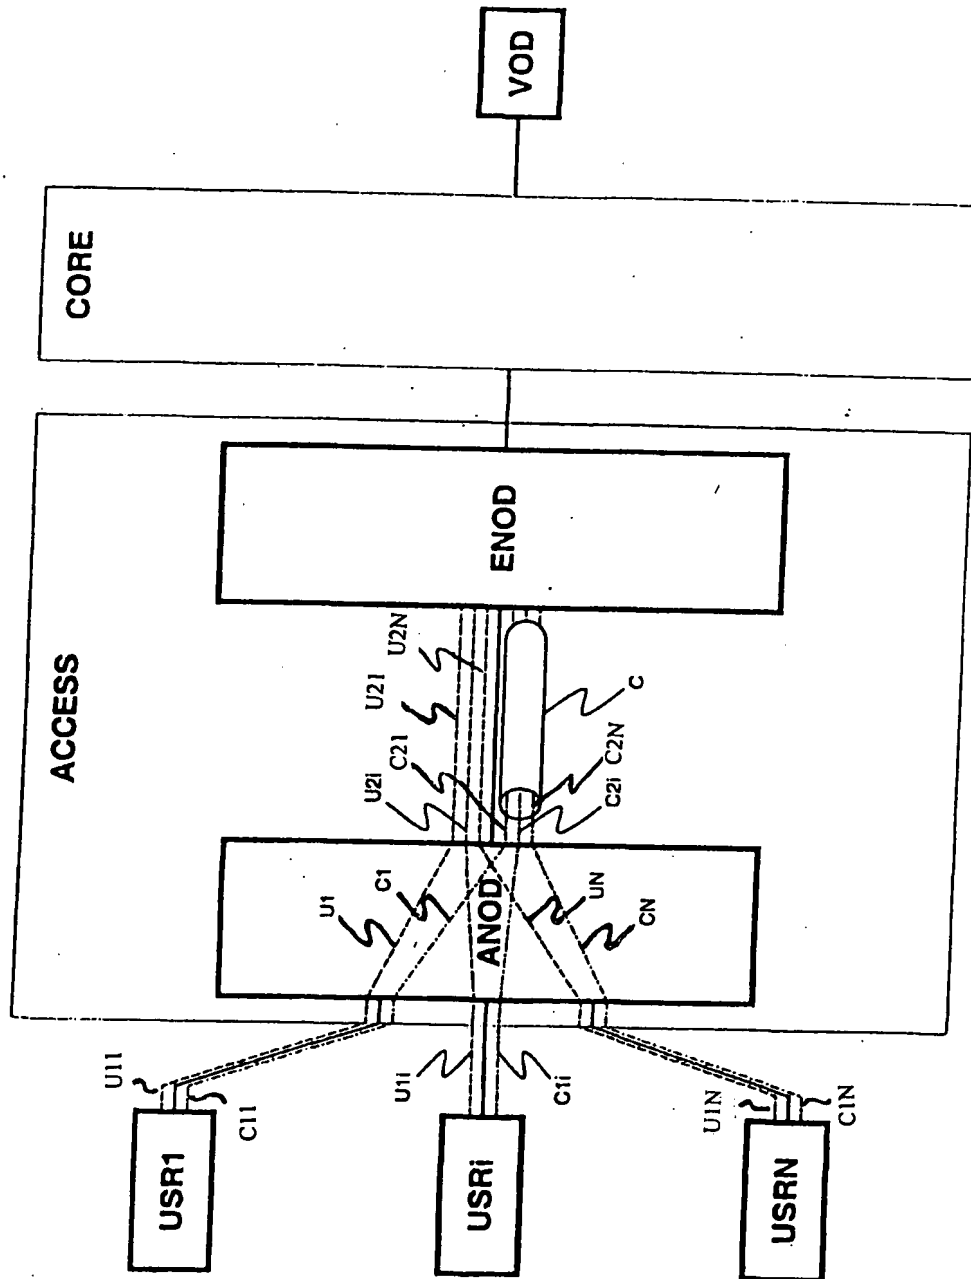 VOD
CORE
ACCESS
ENOD
U2N
U21
C21
U2i
C
C2N
C2i
ANOD
U1
C1
UN
CN
U11
C11
U1i
C1i
U1N
C1N
USR1
USRi
USRN